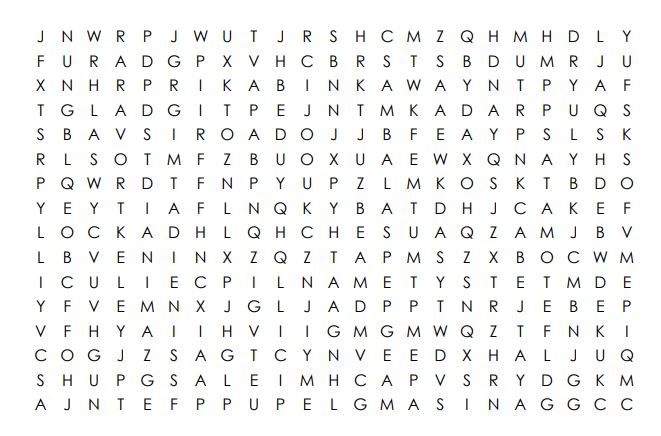 J N W R P J W U T J R S H C M Z Q H M H D L Y
F U R A D G P X V H C B R S T S B D U M R J U
X N H R P R I K A B I N K A W A Y N T P Y A F
T G L A D G I T P E J N T M K A D A R P U Q S
S B A V S I R O A D O J J B F E A Y P S L S K
R L S O T M F Z B U O X U A E W X Q N A Y H S
P Q W R D T F N P Y U P Z L M K O S K T B D O
Y E Y T I A F L N Q K Y B A T D H J C A K E F
L O C K A D H L Q H C H E S U A Q Z A M J B V
L B V E N I N X Z Q Z T A P M S Z X B O C W M
I C U L I E C P I L N A M E T Y S T E T M D E
Y F V E M N X J G L J A D P P T N R J E B E P
V F H Y A I I H V I I G M G M W Q Z T F N K I
C O G J Z S A G T C Y N V E E D X H A L J U Q
S H U P G S A L E I M H C A P V S R Y D G K M
A J N T E F P P U P E L G M A S I N A G G C C